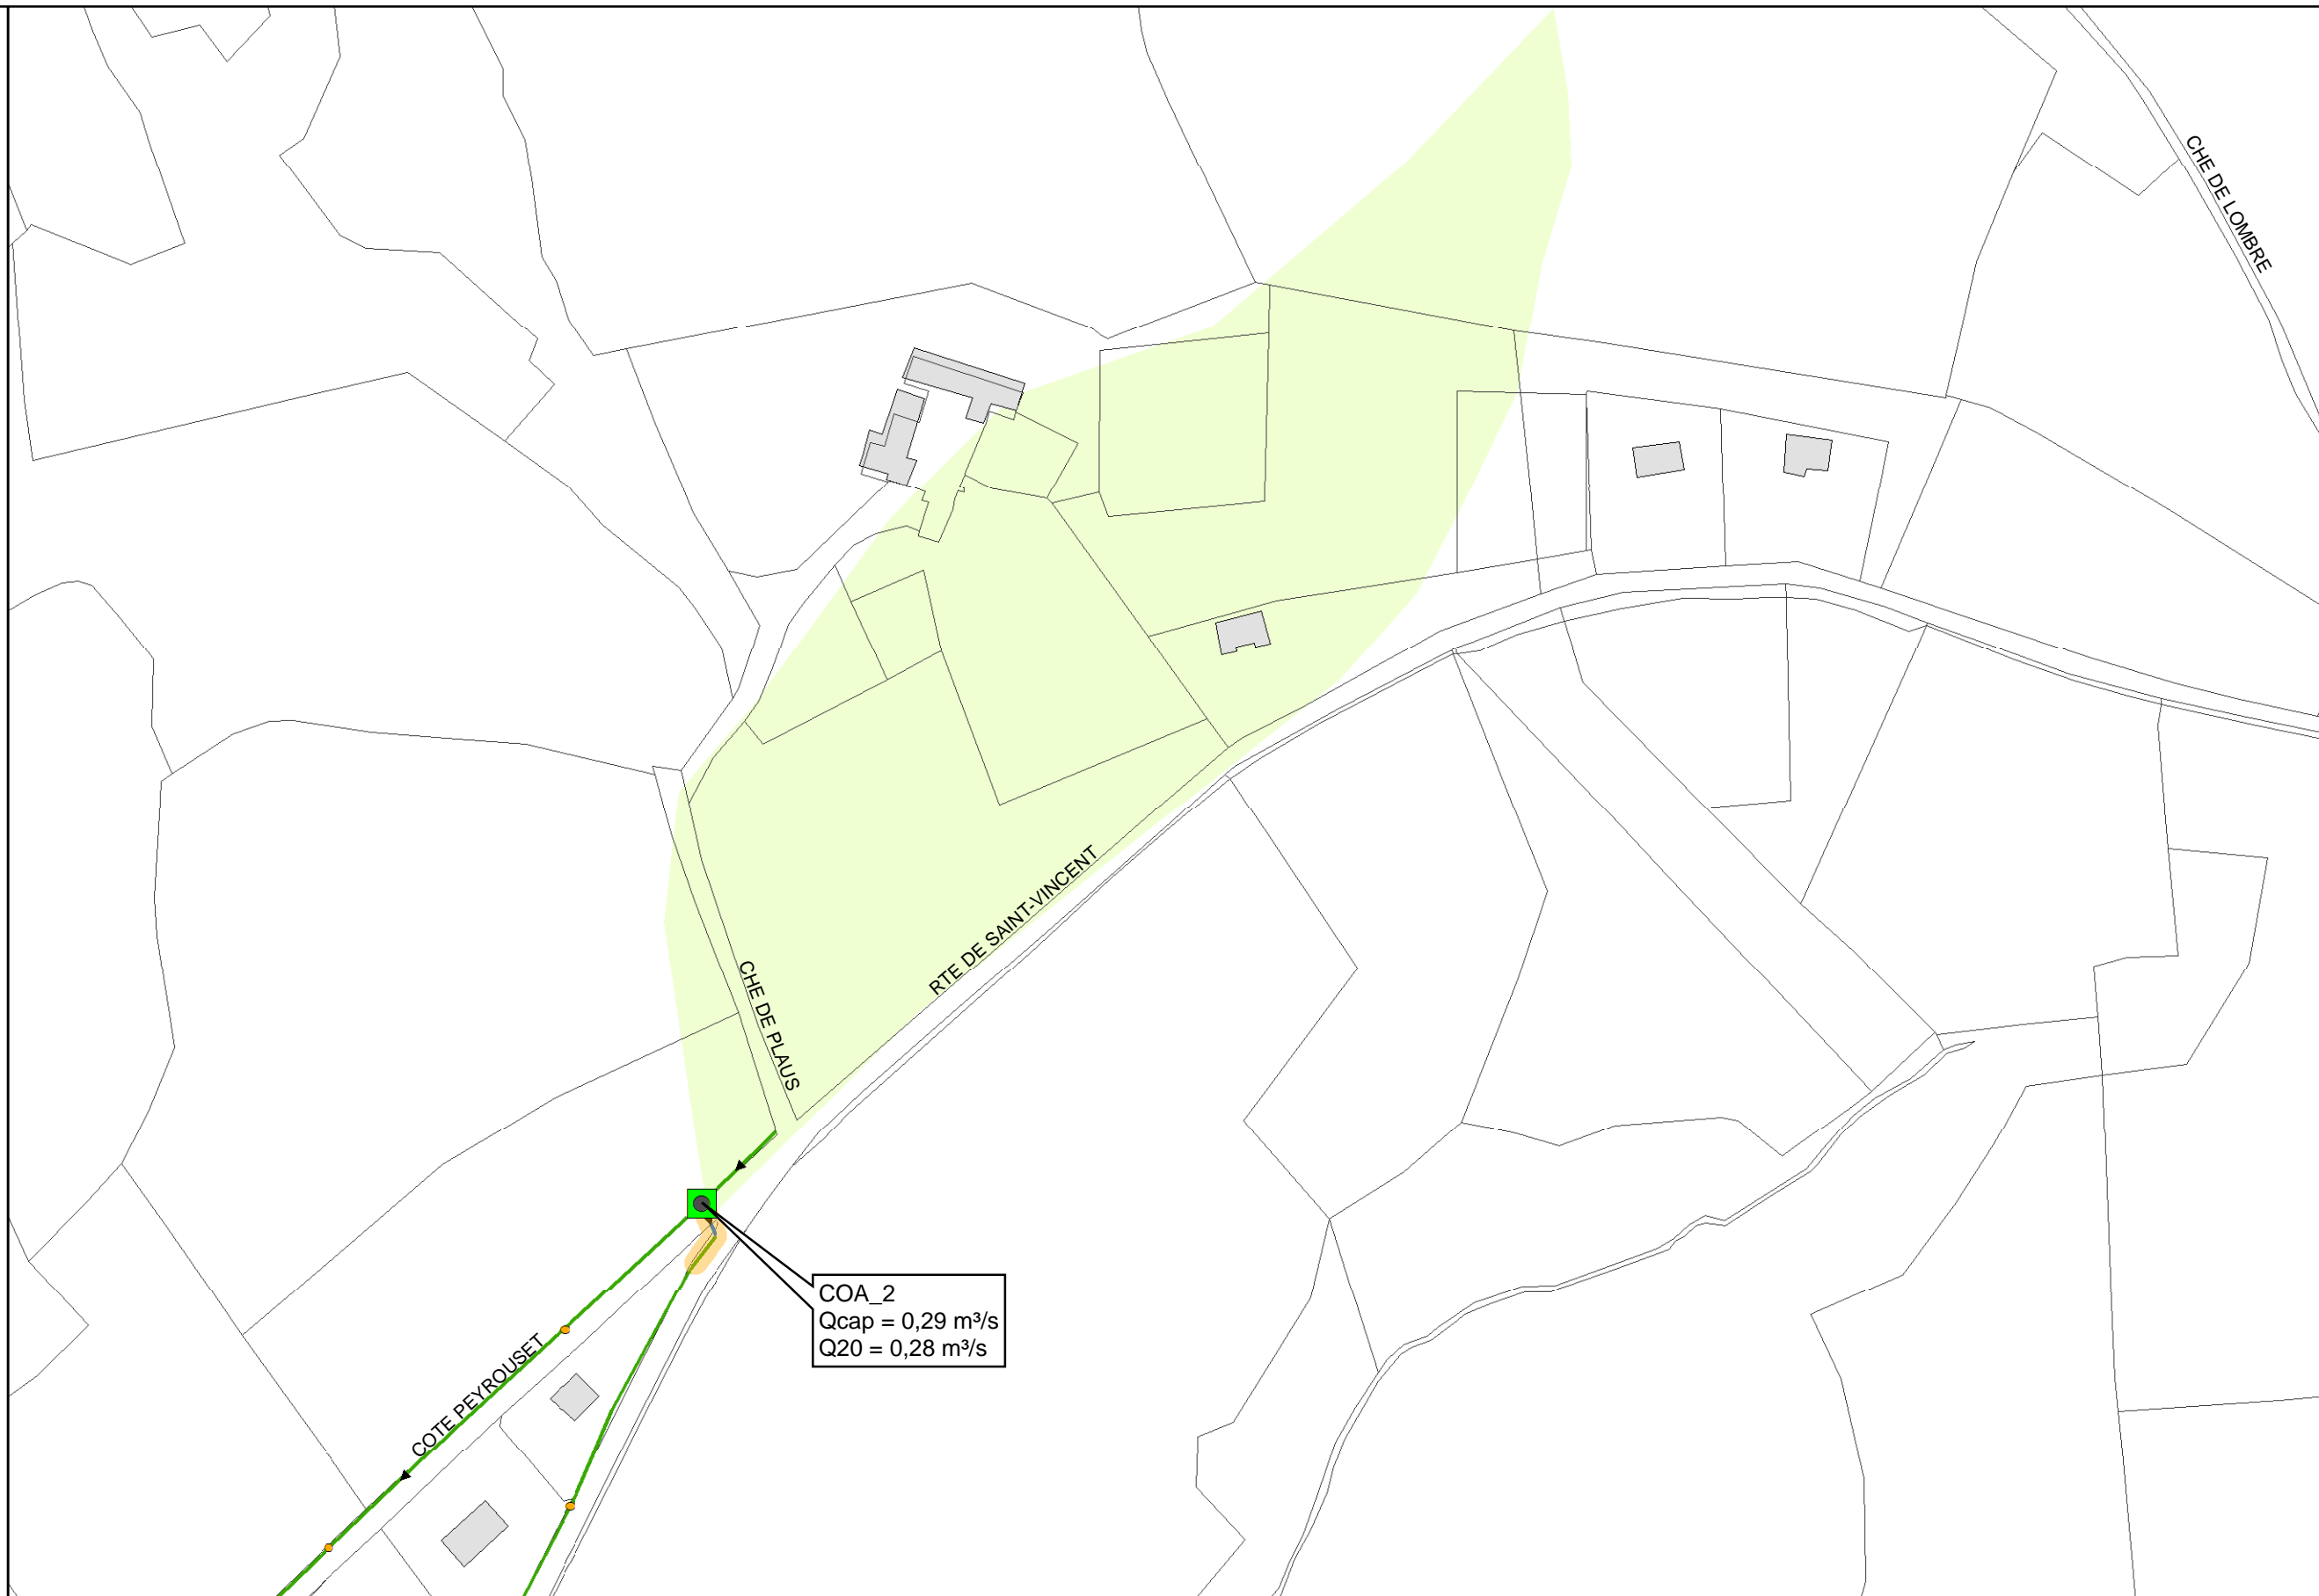 CHE DE LOMBRE
RTE DE SAINT-VINCENT
CHE DE PLAUS
COA_2
Qcap = 0,29 m³/s
Q20 = 0,28 m³/s
COTE PEYROUSET